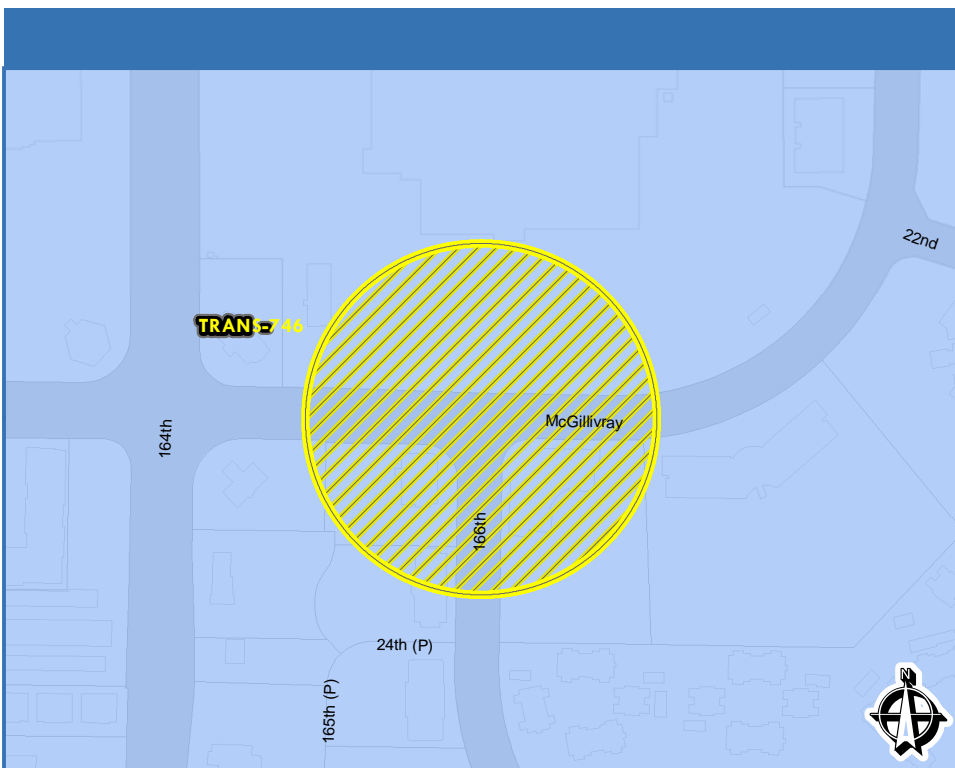 22nd
TRANS-746
McGillivray
164th
166th
24th (P)
165th (P)
N